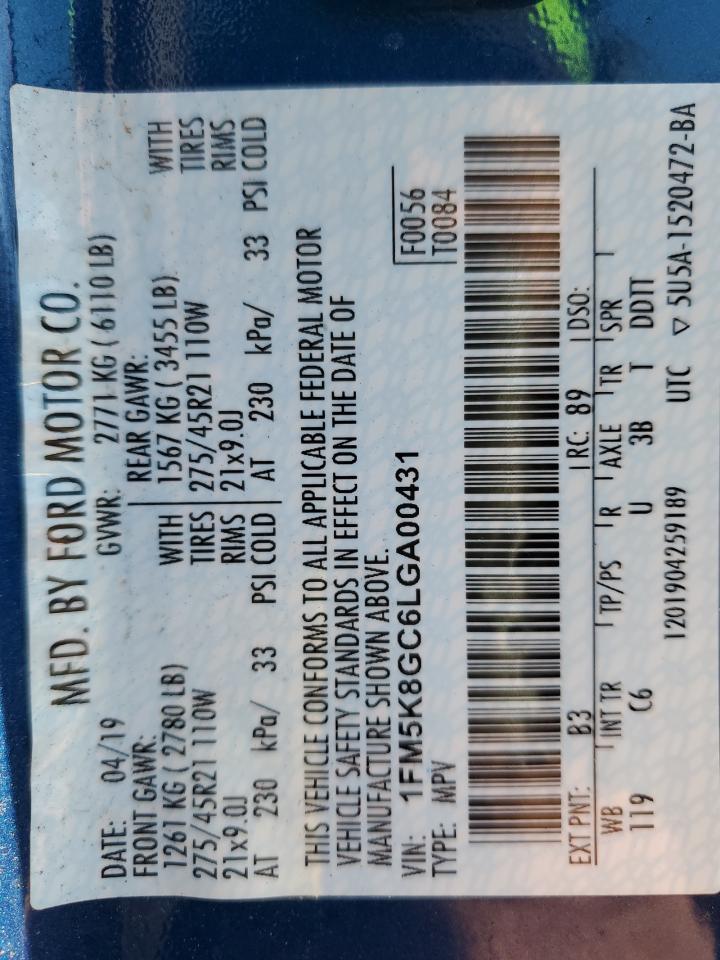 MFD. BY FORD MOTOR CO.
DATE: 04/19 GVWR: 2771 KG ( 6110 LB)
FRONT GAWR: REAR GAWR:
1261 KG ( 2780 LB) WITH 1567 KG ( 3455 LB) WITH
275/45R21 110W TIRES 275/45R21 110W TIRES
21x9.0J RIMS 21x9.0J RIMS
AT 230 kPa/ 33 PSI COLD AT 230 kPa/ 33 PSI COLD
THIS VEHICLE CONFORMS TO ALL APPLICABLE FEDERAL MOTOR
VEHICLE SAFETY STANDARDS IN EFFECT ON THE DATE OF
MANUFACTURE SHOWN ABOVE.
VIN: 1FM5K8GC6LGA00431 F0056
TYPE: MPV T0084
EXT PNT: B3 RC: 89 DSO:
WB INT TR TP/PS R AXLE TR SPR
119 C6 U 3B T DDTT
1201904259189 UTC ▽ 5U5A-1520472-BA